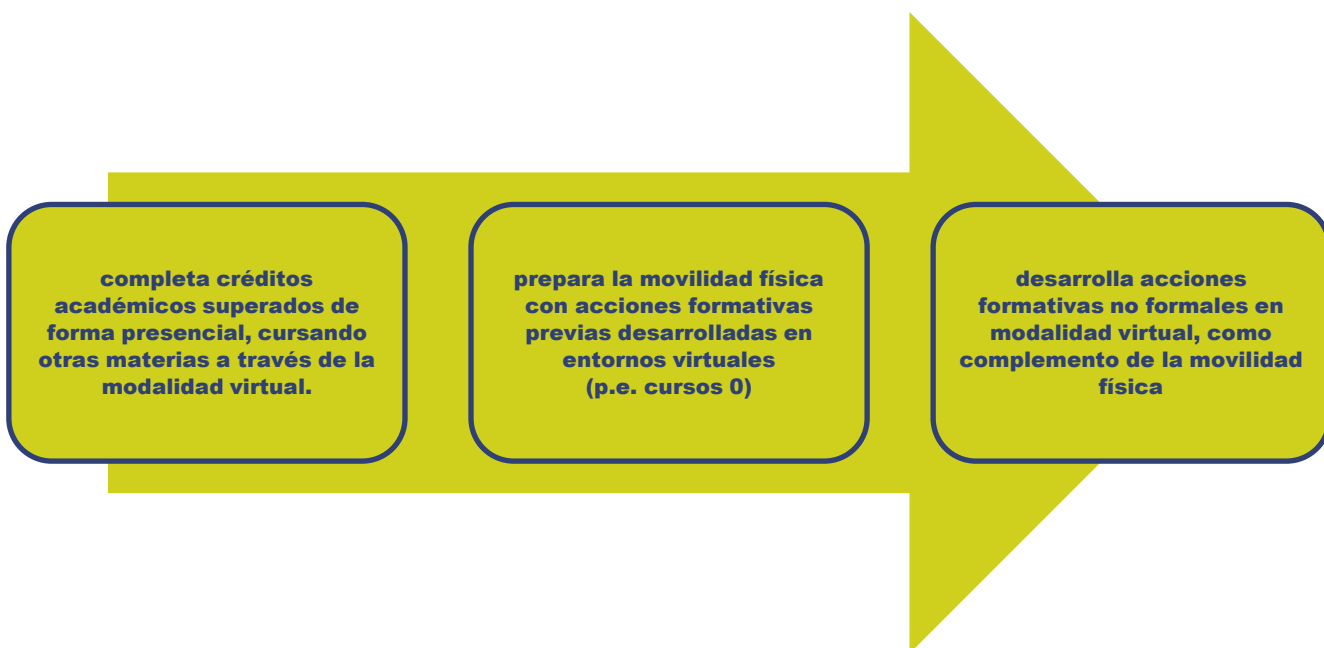 completa créditos
académicos superados de
forma presencial, cursando
otras materias a través de la
modalidad virtual.
prepara la movilidad física
con acciones formativas
previas desarrolladas en
entornos virtuales
(p.e. cursos 0)
desarrolla acciones
formativas no formales en
modalidad virtual, como
complemento de la movilidad
física